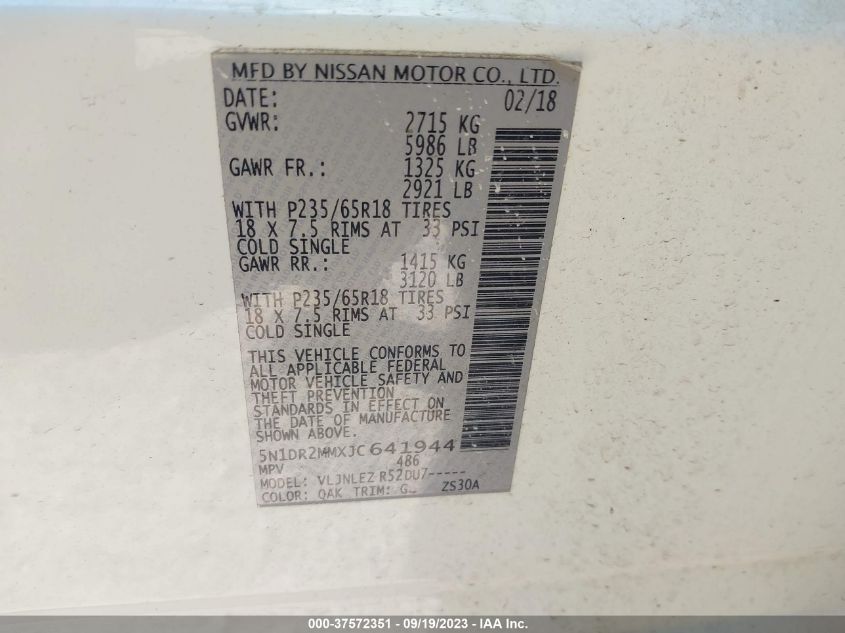 MFD BY NISSAN MOTOR CO., LTD.
DATE: 02/18
GVWR: 2715 KG
5986 LB
GAWR FR.: 1325 KG
2921 LB
WITH P235/65R18 TIRES
18 X 7.5 RIMS AT 33 PSI
COLD SINGLE
GAWR RR.: 1415 KG
3120 LB
WITH P235/65R18 TIRES
18 X 7.5 RIMS AT 33 PSI
COLD SINGLE
THIS VEHICLE CONFORMS TO
ALL APPLICABLE FEDERAL
MOTOR VEHICLE SAFETY AND
THEFT PREVENTION
STANDARDS IN EFFECT ON
THE DATE OF MANUFACTURE
SHOWN ABOVE.
5N1DR2MMXJC641944
MPV 486
MODEL: VLJNLEZ R52DU7-----
COLOR: QAK TRIM: G ZS30A
000-37572351 - 09/19/2023 - IAA Inc.